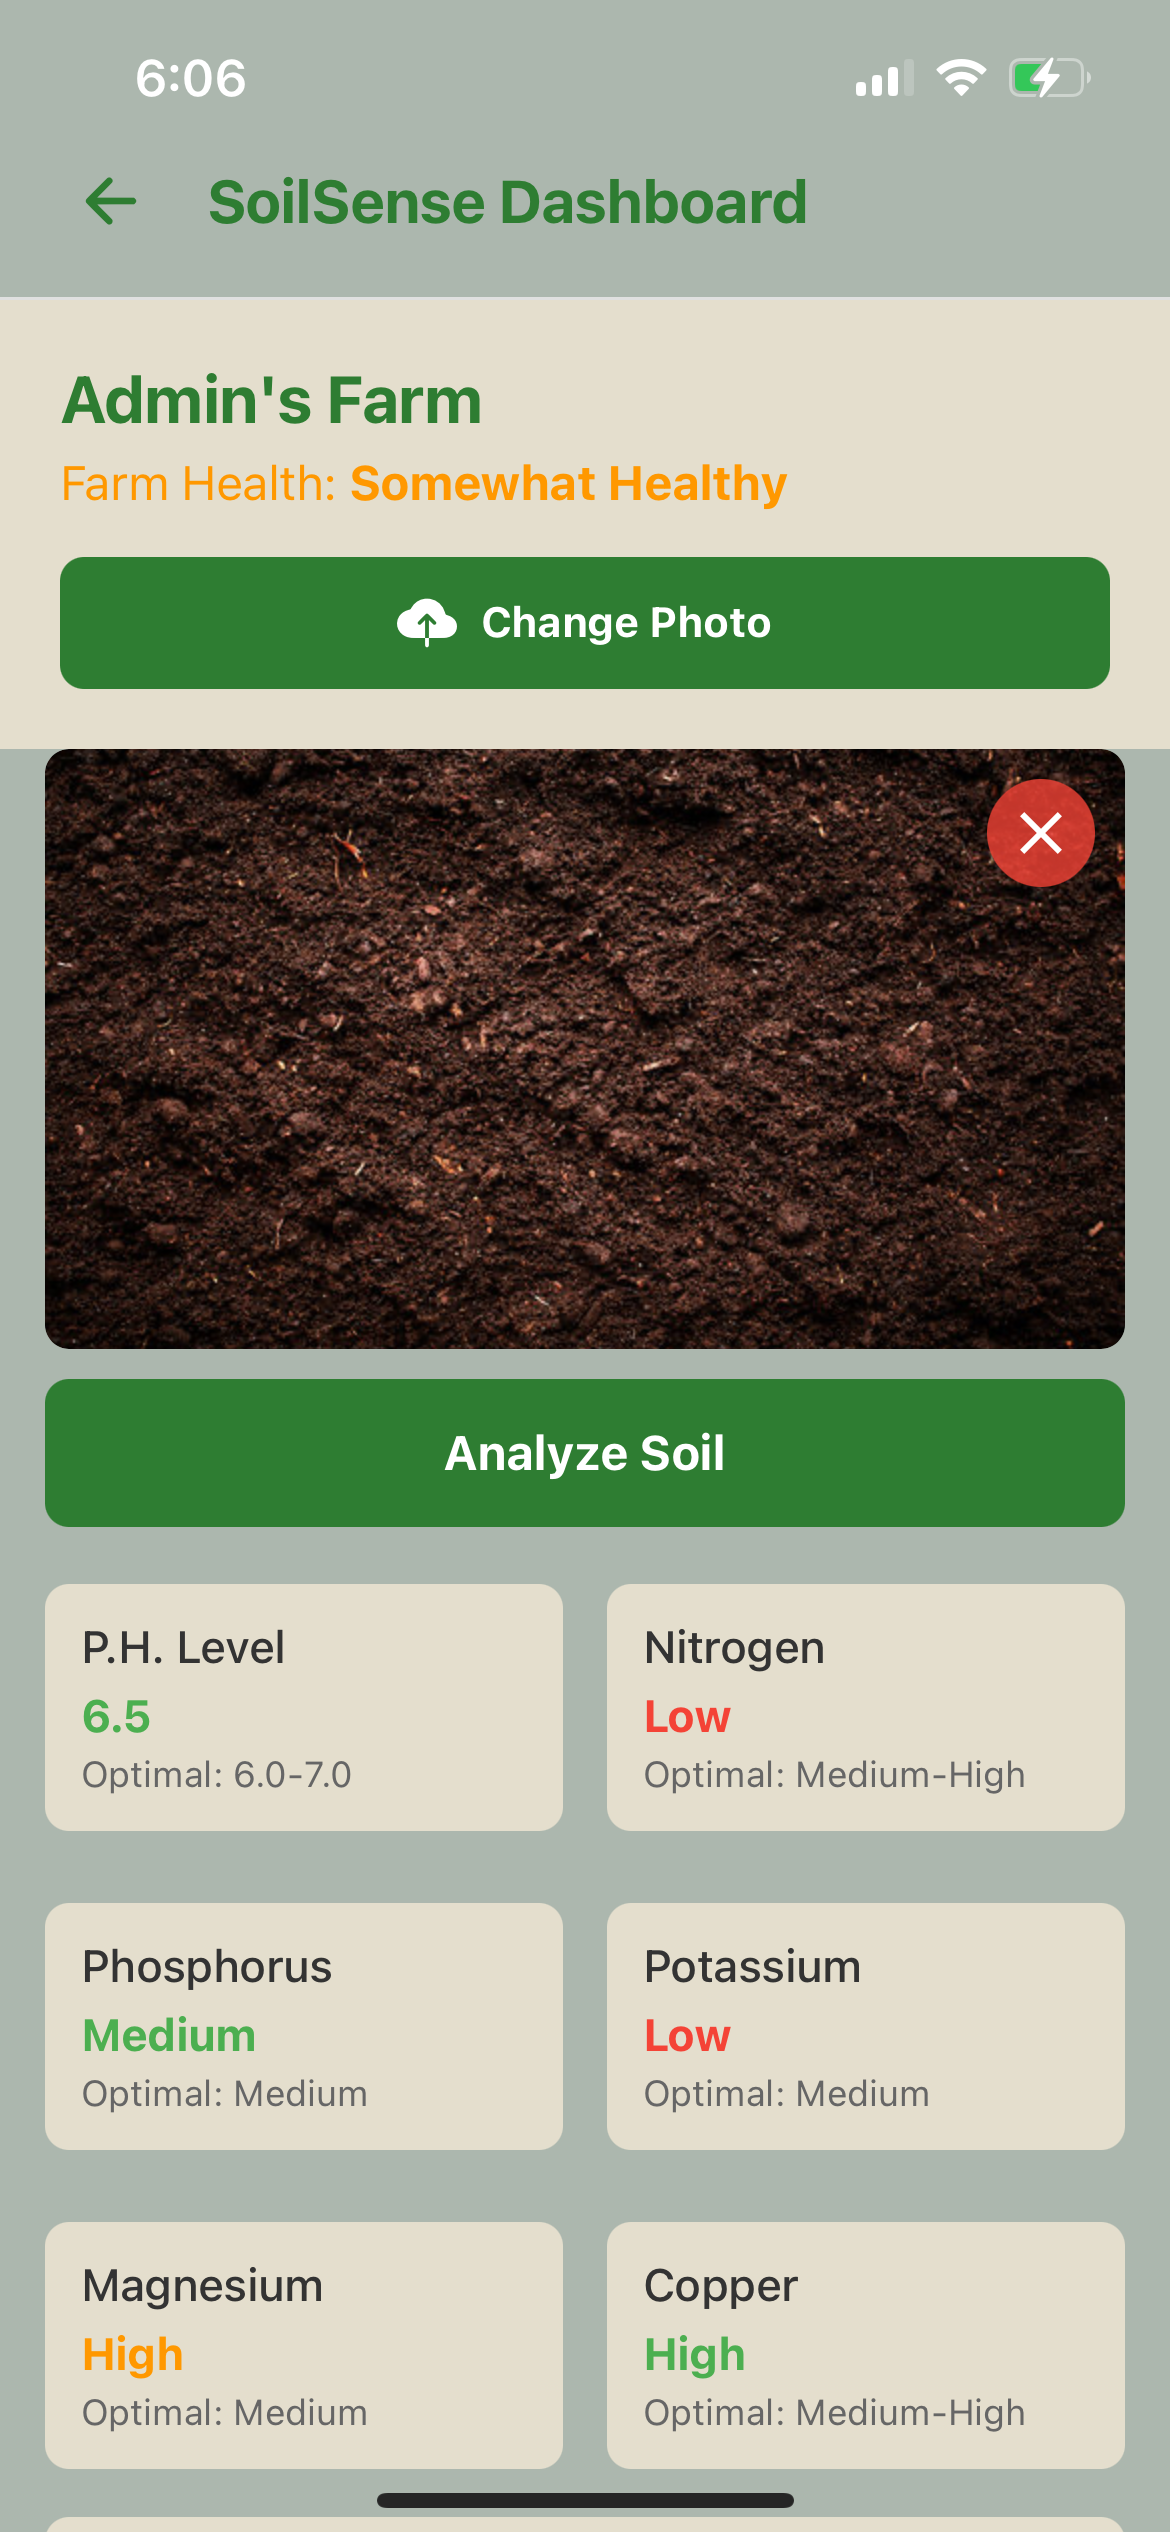 6:06
SoilSense Dashboard
Admin's Farm
Farm Health: Somewhat Healthy
Change Photo
Analyze Soil
P.H. Level
6.5
Optimal: 6.0-7.0
Nitrogen
Low
Optimal: Medium-High
Phosphorus
Medium
Optimal: Medium
Potassium
Low
Optimal: Medium
Magnesium
High
Optimal: Medium
Copper
High
Optimal: Medium-High